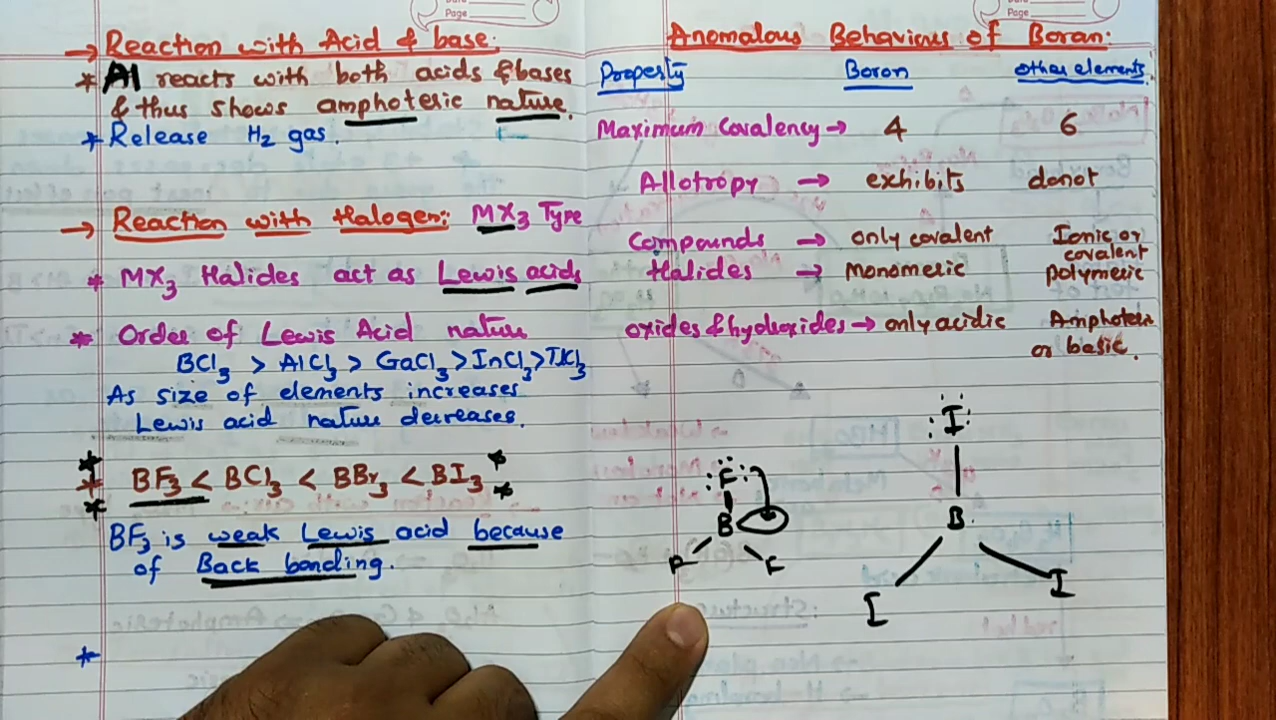 Page
→ Reaction with Acid & base:
* Al reacts with both acids & bases
& thus shows amphoteric nature.
* Release H₂ gas.
→ Reaction with Halogen: MX₃ Type
* MX₃ Halides act as Lewis acids
* Order of Lewis Acid nature
BCl₃ > AlCl₃ > GaCl₃ > InCl₃ > TlCl₃
As size of elements increases
Lewis acid nature decreases.
* BF₃ < BCl₃ < BBr₃ < BI₃ *
BF₃ is weak Lewis acid because
of Back bonding.
*
Page
Anomalous Behaviour of Boran:
Property Boron other elements
Maximum Covalency → 4 6
Allotropy → exhibits donot
Compounds → only covalent Ionic or covalent
Halides → monomeric polymeric
oxides & hydroxides → only acidic Amphoteric
or basic.
F
B
F F
I
B
I I